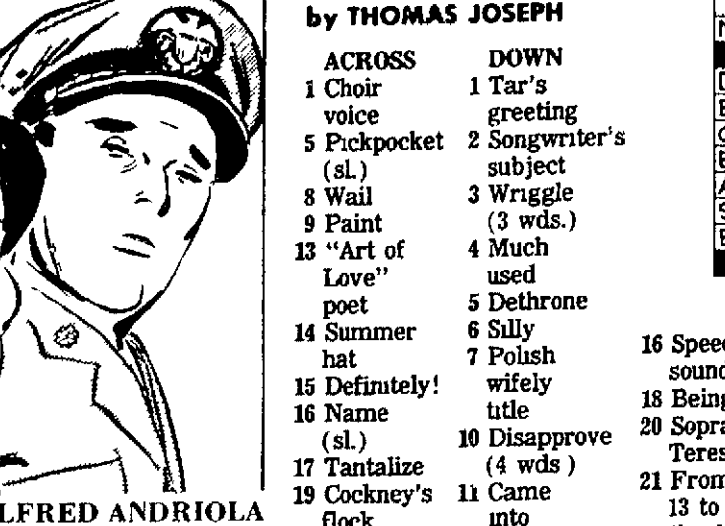 by THOMAS JOSEPH
ACROSS
1 Choir
voice
5 Pickpocket
(sl.)
8 Wail
9 Paint
13 "Art of
Love"
poet
14 Summer
hat
15 Definitely!
16 Name
(sl.)
17 Tantalize
19 Cockney's
flock
DOWN
1 Tar's
greeting
2 Songwriter's
subject
3 Wriggle
(3 wds.)
4 Much
used
5 Dethrone
6 Silly
7 Polish
wifely
title
10 Disapprove
(4 wds )
11 Came
into
16 Speec
sound
18 Being
20 Sopra
Teres
21 From
13 to
LFRED ANDRIOLA